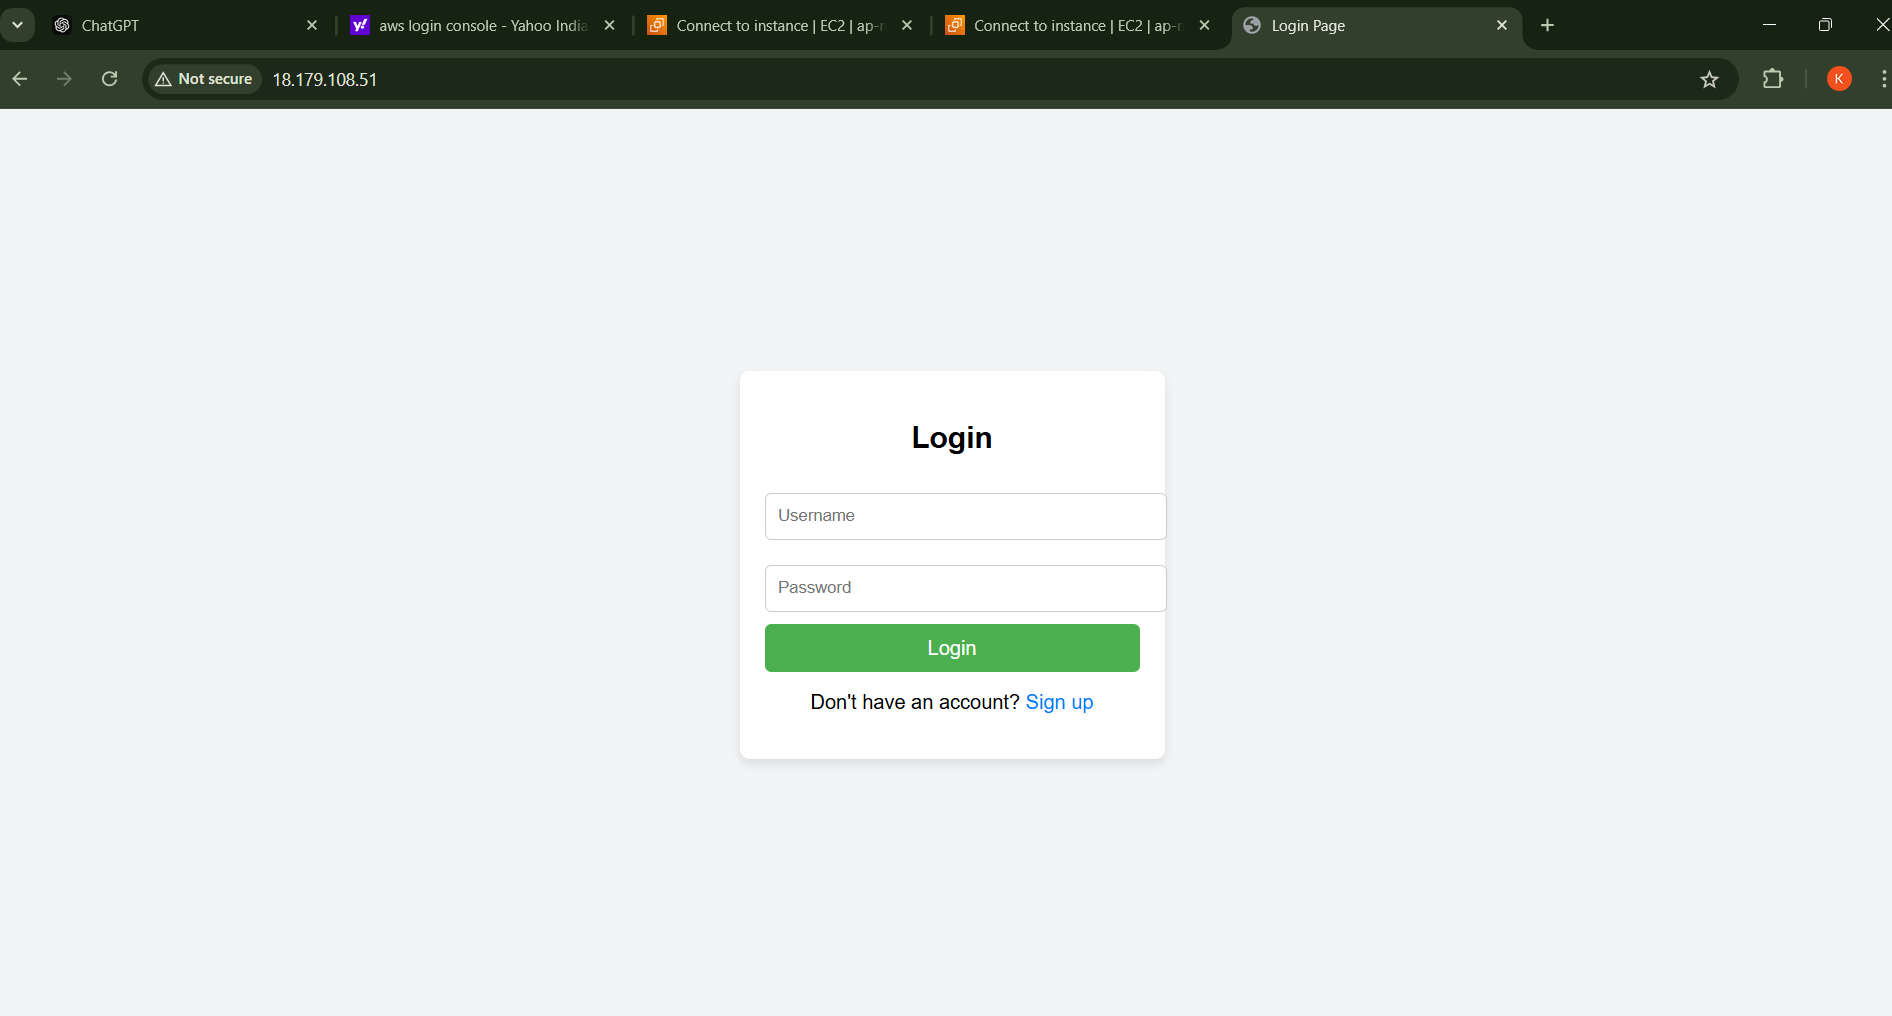 ChatGPT
aws login console - Yahoo India
Connect to instance | EC2 | ap-n
Connect to instance | EC2 | ap-n
Login Page
Not secure
18.179.108.51
K
Login
Username
Password
Login
Don't have an account? Sign up